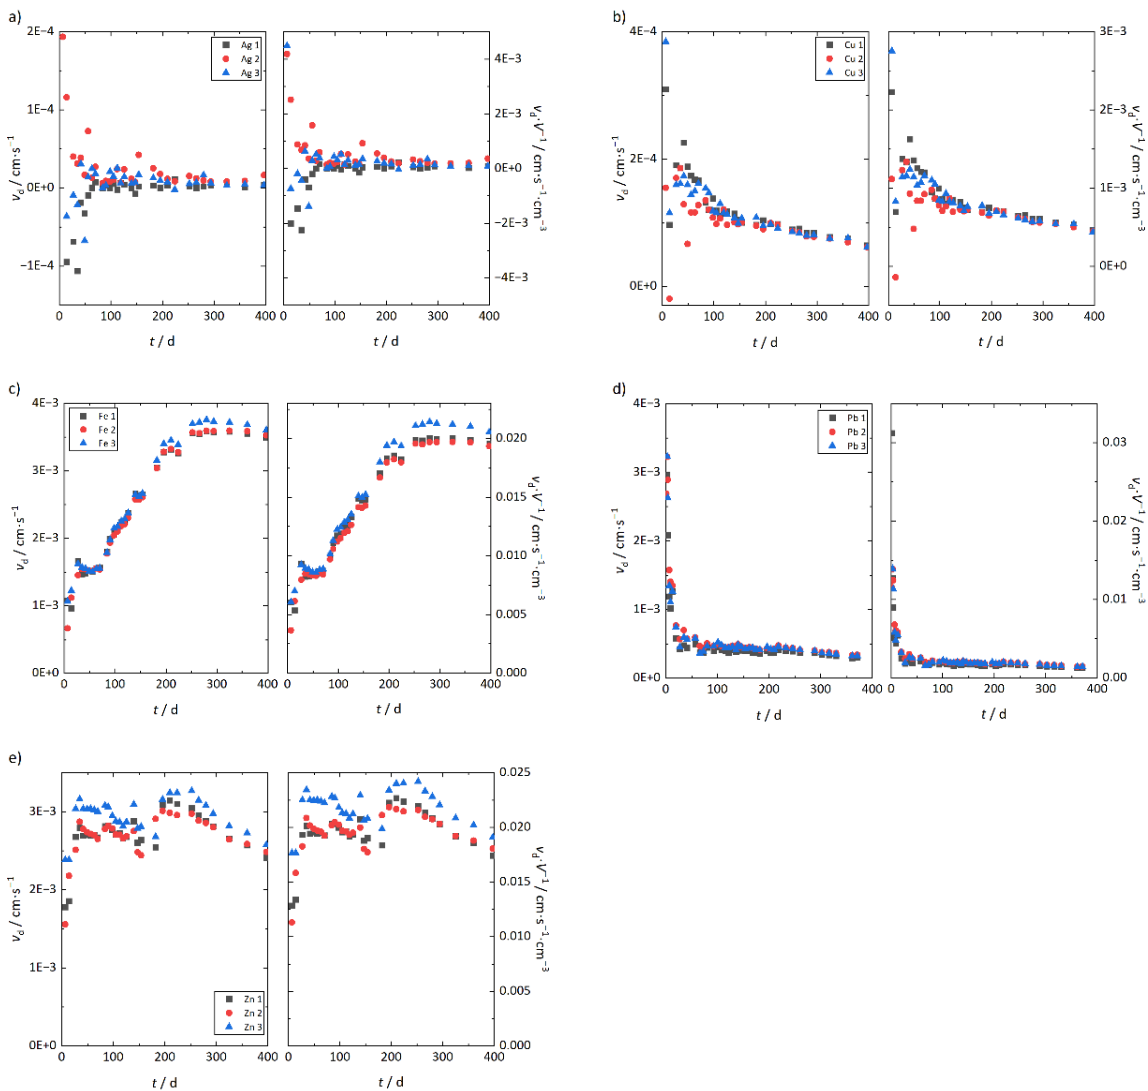 a)
2E−4
1E−4
0E+0
−1E−4
v_d / cm·s⁻¹
Ag 1
Ag 2
Ag 3
0 100 200 300 400
t / d
4E−3
2E−3
0E+0
−2E−3
−4E−3
v_d·V⁻¹ / cm·s⁻¹·cm⁻³
0 100 200 300 400
t / d
b)
4E−4
2E−4
0E+0
v_d / cm·s⁻¹
Cu 1
Cu 2
Cu 3
0 100 200 300 400
t / d
3E−3
2E−3
1E−3
0E+0
v_d·V⁻¹ / cm·s⁻¹·cm⁻³
0 100 200 300 400
t / d
c)
4E−3
3E−3
2E−3
1E−3
0E+0
v_d / cm·s⁻¹
Fe 1
Fe 2
Fe 3
0 100 200 300 400
t / d
0.020
0.015
0.010
0.005
0.000
v_d·V⁻¹ / cm·s⁻¹·cm⁻³
0 100 200 300 400
t / d
d)
4E−3
3E−3
2E−3
1E−3
0E+0
v_d / cm·s⁻¹
Pb 1
Pb 2
Pb 3
0 100 200 300 400
t / d
0.03
0.02
0.01
0.00
v_d·V⁻¹ / cm·s⁻¹·cm⁻³
0 100 200 300 400
t / d
e)
3E−3
2E−3
1E−3
0E+0
v_d / cm·s⁻¹
Zn 1
Zn 2
Zn 3
0 100 200 300 400
t / d
0.025
0.020
0.015
0.010
0.005
0.000
v_d·V⁻¹ / cm·s⁻¹·cm⁻³
0 100 200 300 400
t / d